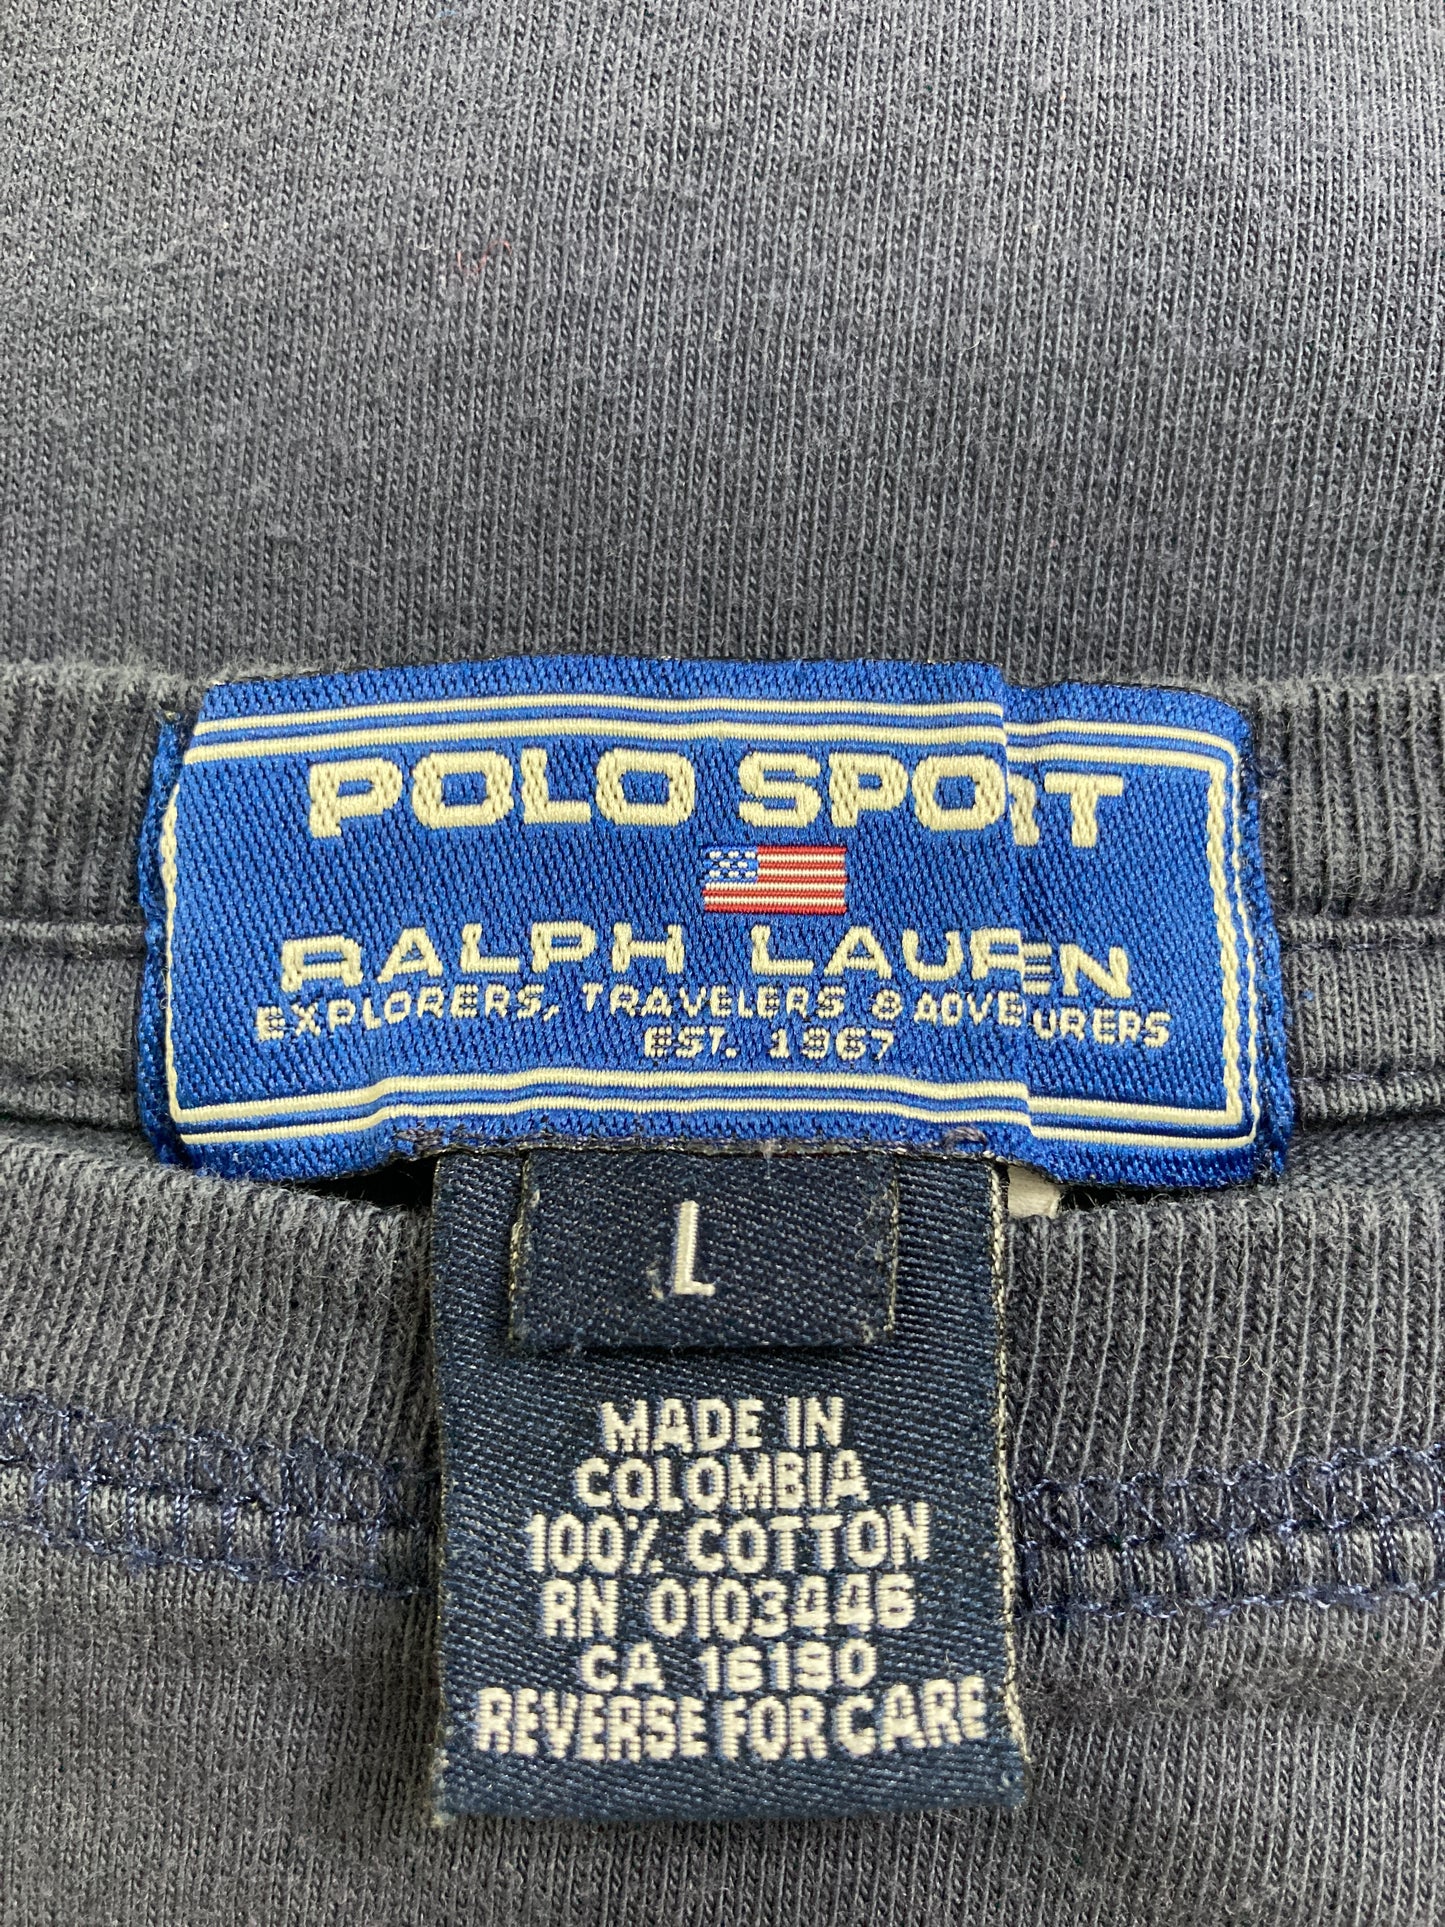 POLO SPORT
RALPH LAUREN
EXPLORERS, TRAVELERS & ADVEURERS
EST. 1967
L
MADE IN
COLOMBIA
100% COTTON
RN 0103446
CA 16190
REVERSE FOR CARE